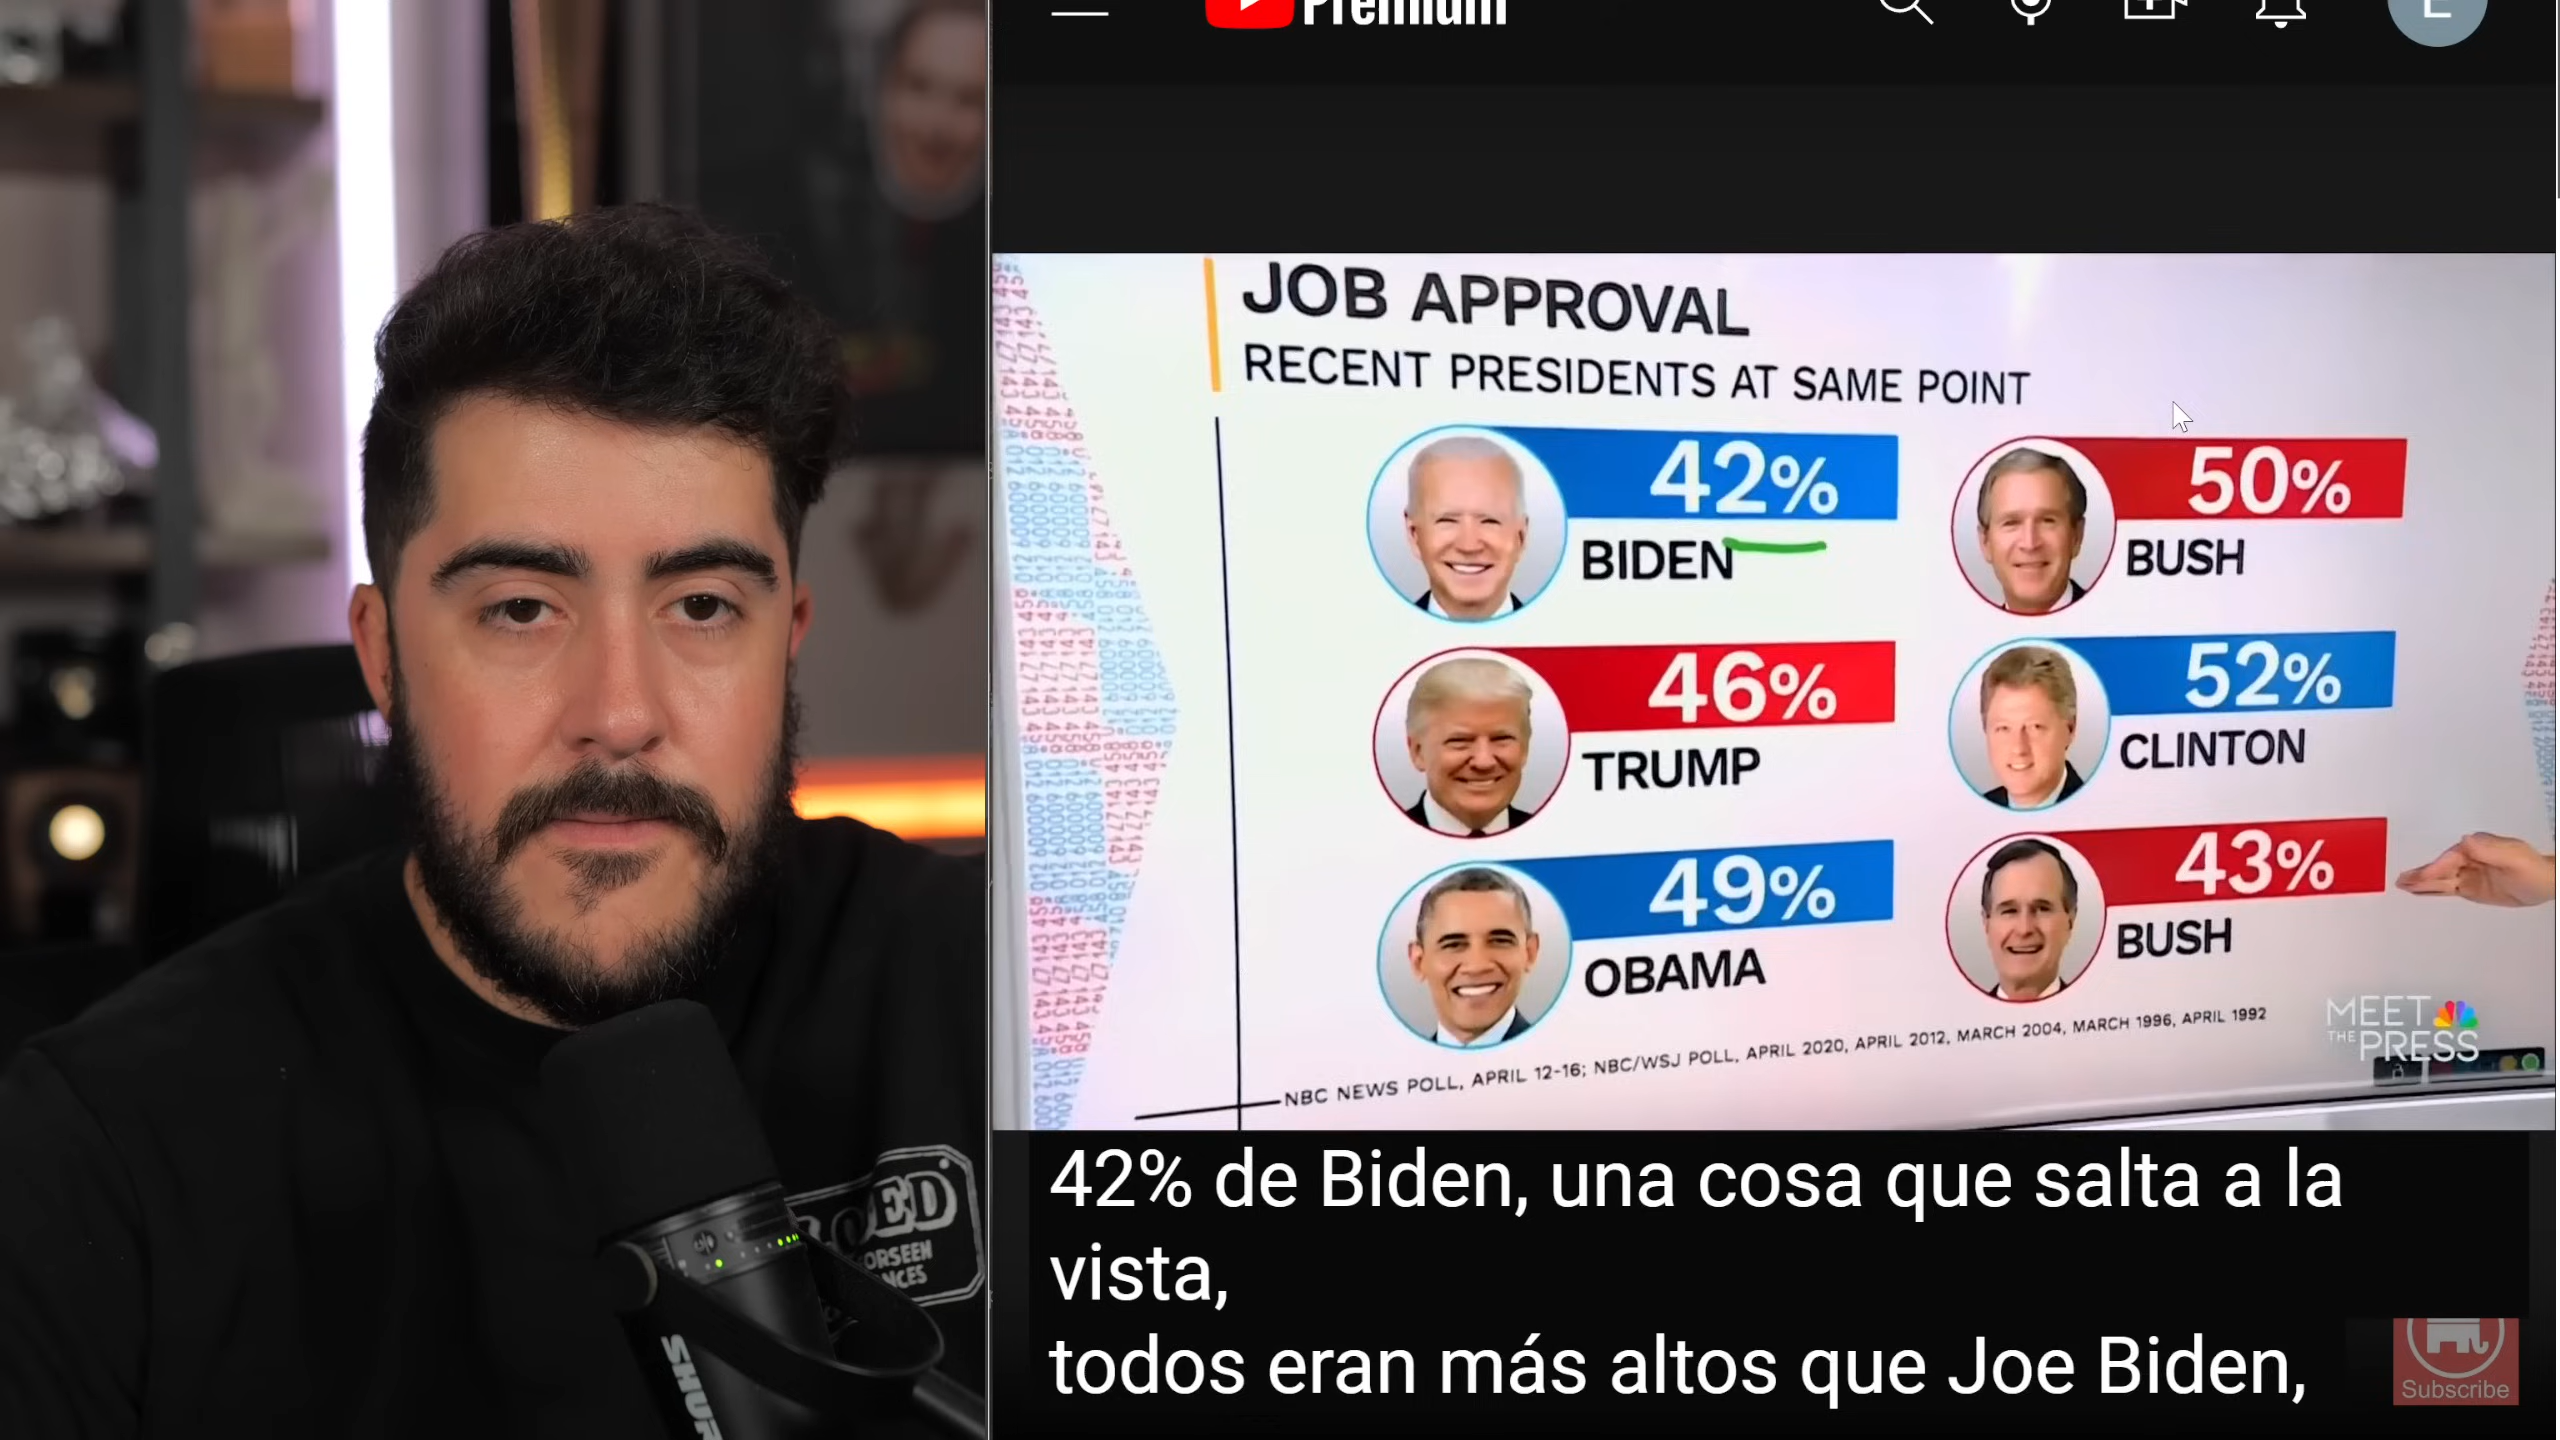 Premium
E
JOB APPROVAL
RECENT PRESIDENTS AT SAME POINT
42%
BIDEN
50%
BUSH
46%
TRUMP
52%
CLINTON
49%
OBAMA
43%
BUSH
NBC NEWS POLL, APRIL 12-16; NBC/WSJ POLL, APRIL 2020, APRIL 2012, MARCH 2004, MARCH 1996, APRIL 1992
MEET
THE PRESS
42% de Biden, una cosa que salta a la
vista,
todos eran más altos que Joe Biden,
Subscribe
SHUR